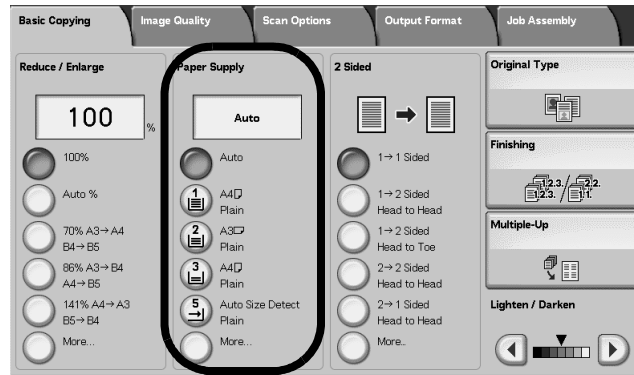 Basic Copying
Image Quality
Scan Options
Output Format
Job Assembly
Reduce / Enlarge
100
%
100%
Auto %
70% A3→A4
B4→B5
86% A3→B4
A4→B5
141% A4→A3
B5→B4
More...
Paper Supply
Auto
Auto
1
A4
Plain
2
A3
Plain
3
A4
Plain
5
Auto Size Detect
Plain
More...
2 Sided
1→1 Sided
1→2 Sided
Head to Head
1→2 Sided
Head to Toe
2→2 Sided
Head to Head
2→1 Sided
Head to Head
More..
Original Type
Finishing
1.2.3. / 2.2.
1.2.3. 1.1.
Multiple-Up
Lighten / Darken